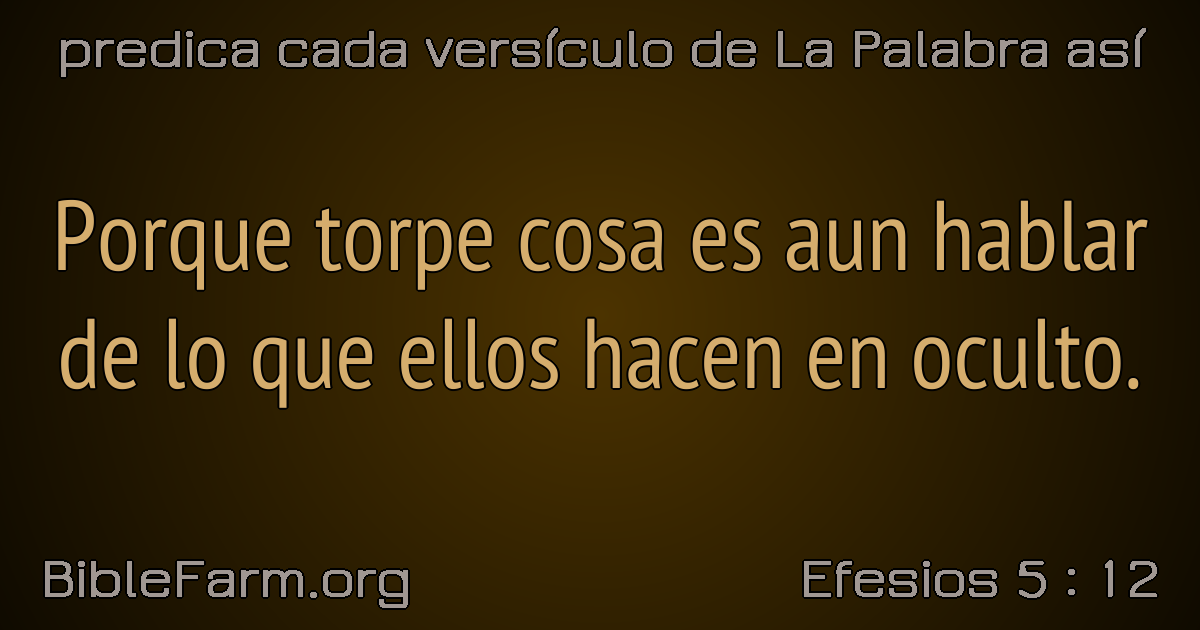 predica cada versículo de La Palabra así
Porque torpe cosa es aun hablar
de lo que ellos hacen en oculto.
BibleFarm.org
Efesios 5 : 12